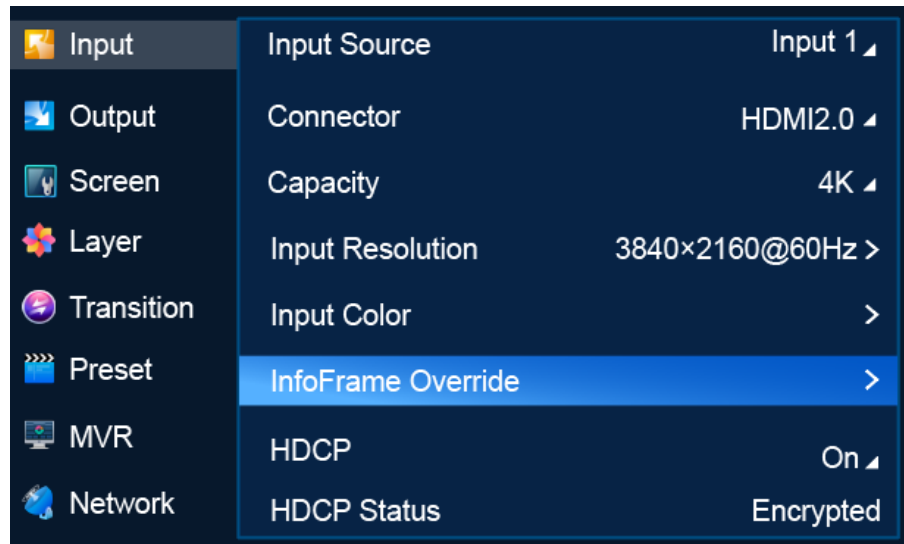 Input
Output
Screen
Layer
Transition
Preset
MVR
Network
Input Source Input 1
Connector HDMI2.0
Capacity 4K
Input Resolution 3840×2160@60Hz >
Input Color >
InfoFrame Override >
HDCP On
HDCP Status Encrypted